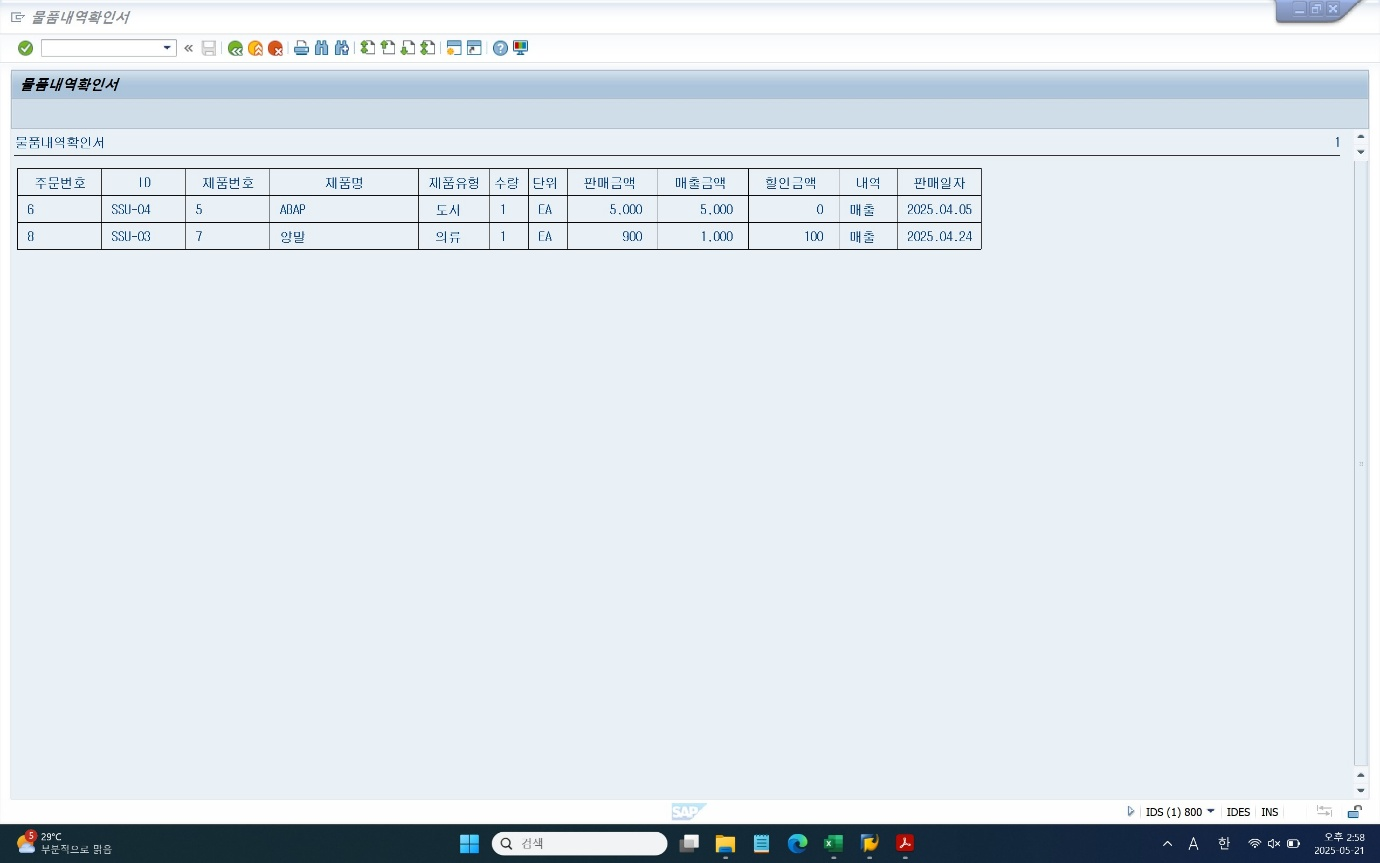 물품내역확인서
물품내역확인서
물품내역확인서 1
주문번호 ID 제품번호 제품명 제품유형 수량 단위 판매금액 매출금액 할인금액 내역 판매일자
6 SSU-04 5 ABAP 도서 1 EA 5,000 5,000 0 매출 2025.04.05
8 SSU-03 7 양말 의류 1 EA 900 1,000 100 매출 2025.04.24
SAP
IDS (1) 800 IDES INS
5 29°C
부분적으로 맑음
검색
A 한
오후 2:58
2025-05-21